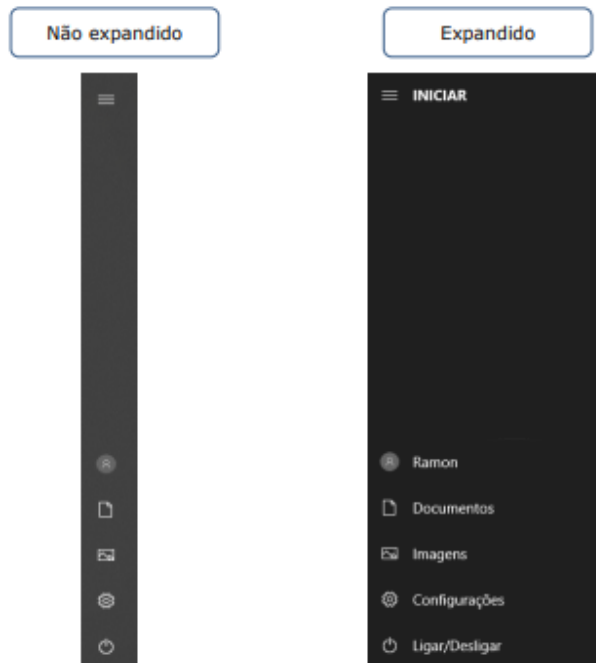 Não expandido
Expandido
INICIAR
Ramon
Documentos
Imagens
Configurações
Ligar/Desligar